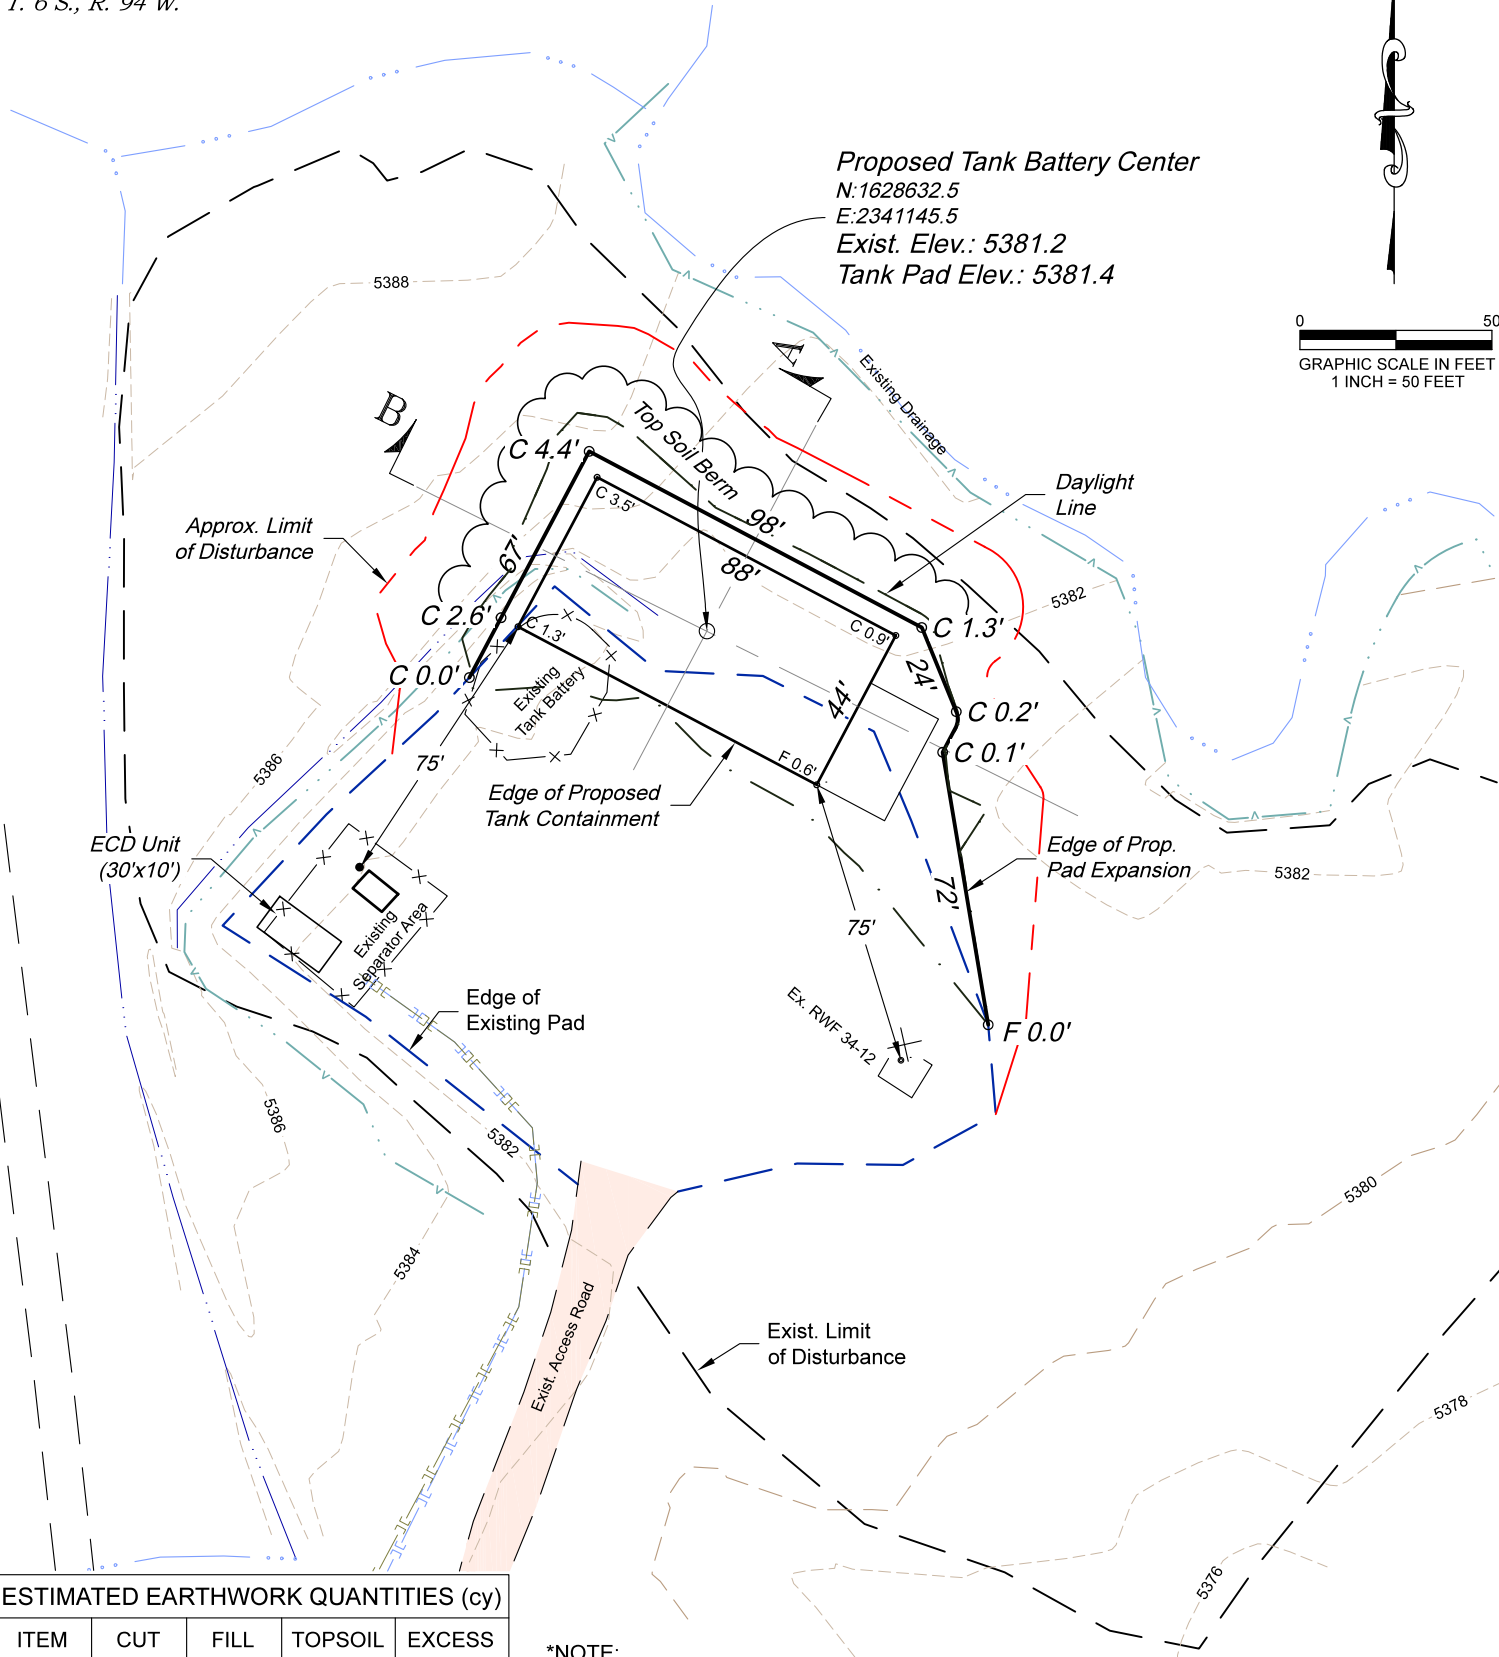 T. 6 S., R. 94 W.
Proposed Tank Battery Center
N:1628632.5
E:2341145.5
Exist. Elev.: 5381.2
Tank Pad Elev.: 5381.4
0 50
GRAPHIC SCALE IN FEET
1 INCH = 50 FEET
5388
A
B
Existing Drainage
Top Soil Berm
C 4.4'
C 3.5'
98'
88'
67'
Daylight
Line
Approx. Limit
of Disturbance
5382
C 2.6'
C 1.3'
C 0.9'
C 1.3'
24'
C 0.0'
Existing
Tank Battery
44'
C 0.2'
C 0.1'
75'
5386
F 0.6'
Edge of Proposed
Tank Containment
ECD Unit
(30'x10')
Edge of Prop.
Pad Expansion
5382
72'
75'
Existing
Separator Area
Edge of
Existing Pad
Ex. RWF 34-12
F 0.0'
5386
5382
5380
5384
Exist. Access Road
Exist. Limit
of Disturbance
5378
5376
ESTIMATED EARTHWORK QUANTITIES (cy)
ITEM CUT FILL TOPSOIL EXCESS
*NOTE: